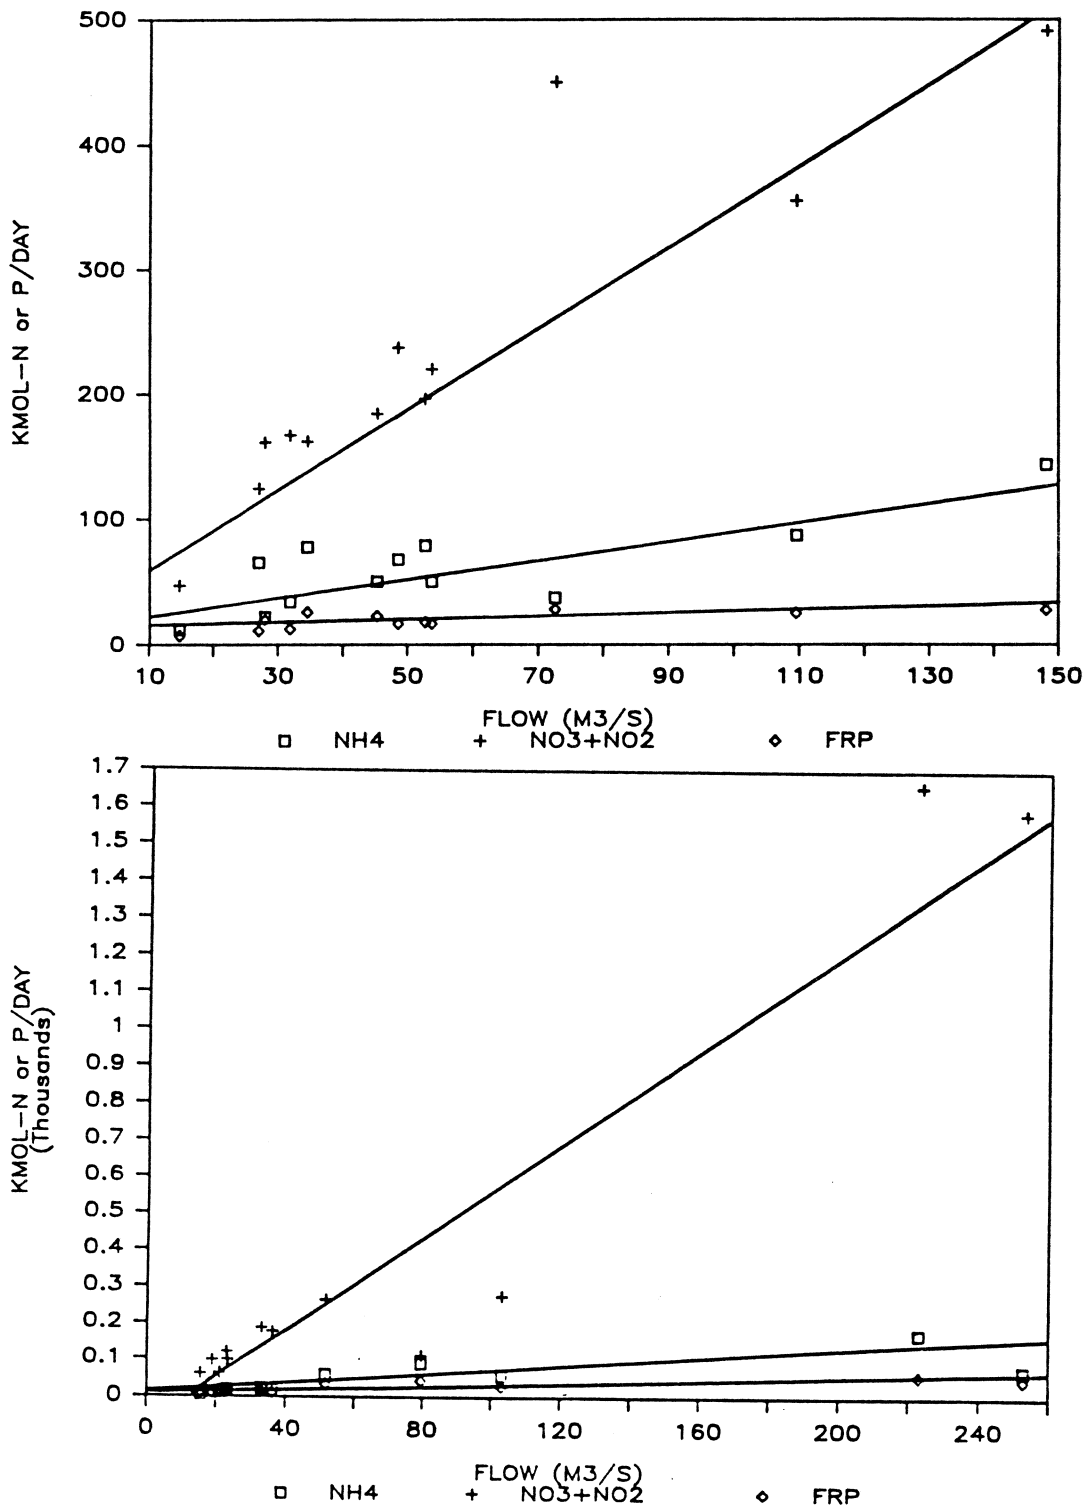 500
400
300
200
100
0
KMOL-N or P/DAY
10 30 50 70 90 110 130 150
FLOW (M3/S)
NH4 NO3+NO2 FRP
1.7
1.6
1.5
1.4
1.3
1.2
1.1
1
0.9
0.8
0.7
0.6
0.5
0.4
0.3
0.2
0.1
0
KMOL-N or P/DAY
(Thousands)
0 40 80 120 160 200 240
FLOW (M3/S)
NH4 NO3+NO2 FRP